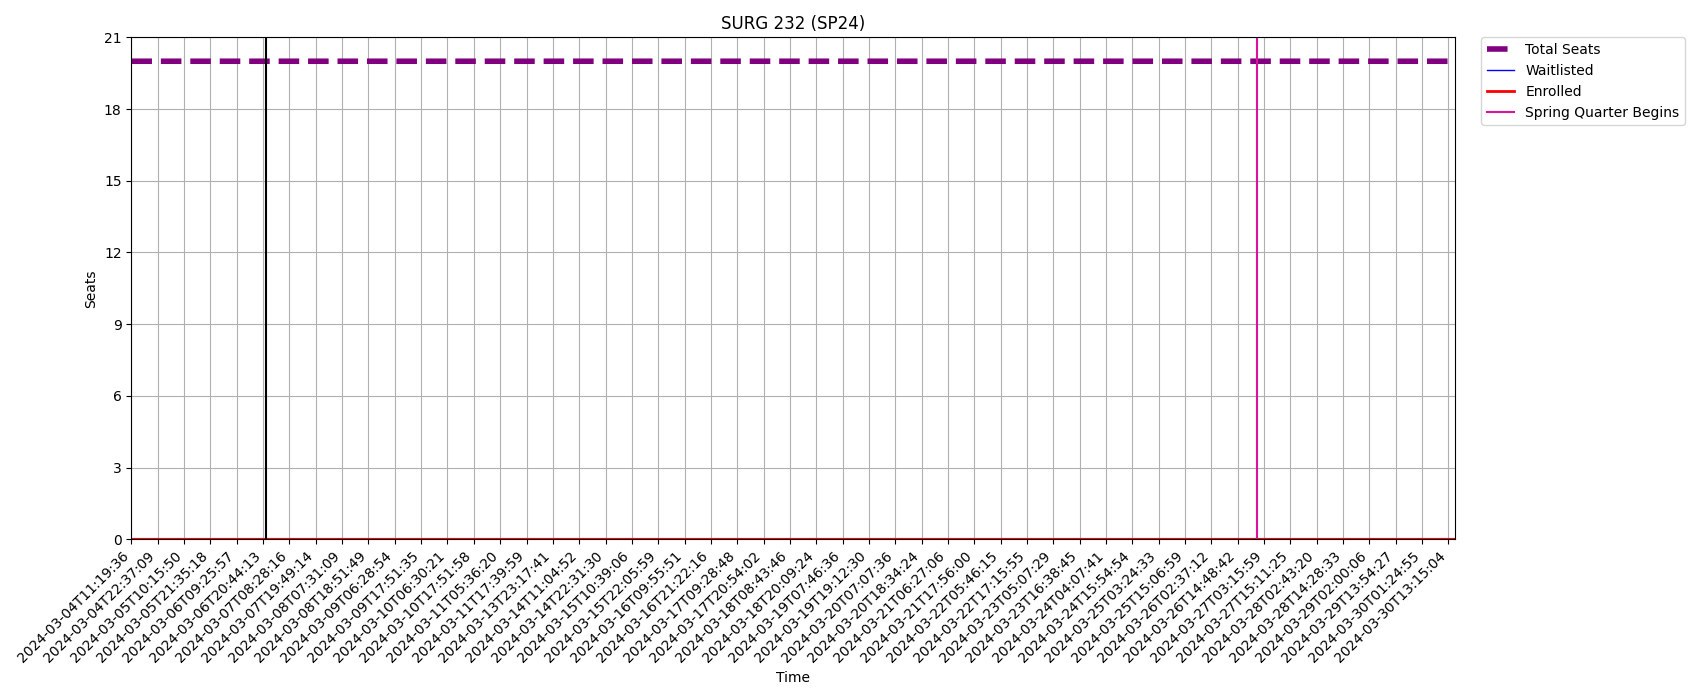 SURG 232 (SP24)
21
18
15
12
9
6
3
0
Seats
Total Seats
Waitlisted
Enrolled
Spring Quarter Begins
2024-03-04T11:19:36
2024-03-04T22:37:09
2024-03-05T10:15:50
2024-03-05T21:35:18
2024-03-06T09:25:57
2024-03-06T20:44:13
2024-03-07T08:28:16
2024-03-07T19:49:14
2024-03-08T07:31:09
2024-03-08T18:51:49
2024-03-09T06:28:54
2024-03-09T17:51:35
2024-03-10T06:30:21
2024-03-10T17:51:58
2024-03-11T05:36:20
2024-03-11T17:39:59
2024-03-13T23:17:41
2024-03-14T11:04:52
2024-03-14T22:31:30
2024-03-15T10:39:06
2024-03-15T22:05:59
2024-03-16T09:55:51
2024-03-16T21:22:16
2024-03-17T09:28:48
2024-03-17T20:54:02
2024-03-18T08:43:46
2024-03-18T20:09:24
2024-03-19T07:46:36
2024-03-19T19:12:30
2024-03-20T07:07:36
2024-03-20T18:34:24
2024-03-21T06:27:06
2024-03-21T17:56:00
2024-03-22T05:46:15
2024-03-22T17:15:55
2024-03-23T05:07:29
2024-03-23T16:38:45
2024-03-24T04:07:41
2024-03-24T15:54:54
2024-03-25T03:24:33
2024-03-25T15:06:59
2024-03-26T02:37:12
2024-03-26T14:48:42
2024-03-27T03:15:59
2024-03-27T15:11:25
2024-03-28T02:43:20
2024-03-28T14:28:33
2024-03-29T02:00:06
2024-03-29T13:54:27
2024-03-30T01:24:55
2024-03-30T13:15:04
Time